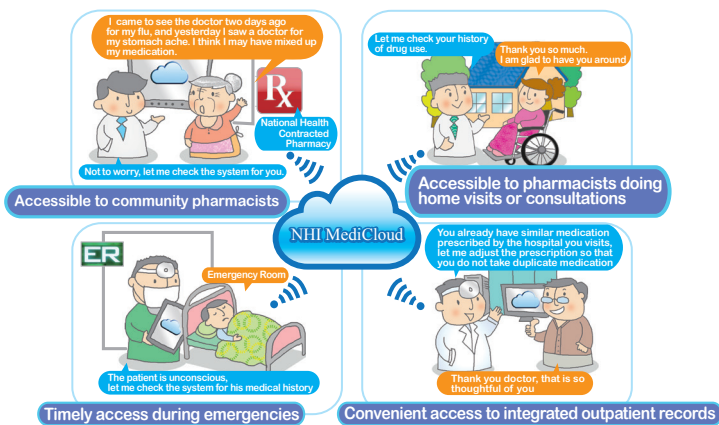 I came to see the doctor two days ago
for my flu, and yesterday I saw a doctor for
my stomach ache. I think I may have mixed up
my medication.
Rx
National Health
Contracted
Pharmacy
Not to worry, let me check the system for you.
Accessible to community pharmacists
Let me check your history
of drug use.
Thank you so much.
I am glad to have you around
Accessible to pharmacists doing
home visits or consultations
NHI MediCloud
ER
Emergency Room
The patient is unconscious,
let me check the system for his medical history
Timely access during emergencies
You already have similar medication
prescribed by the hospital you visits,
let me adjust the prescription so that
you do not take duplicate medication
Thank you doctor, that is so
thoughtful of you
Convenient access to integrated outpatient records